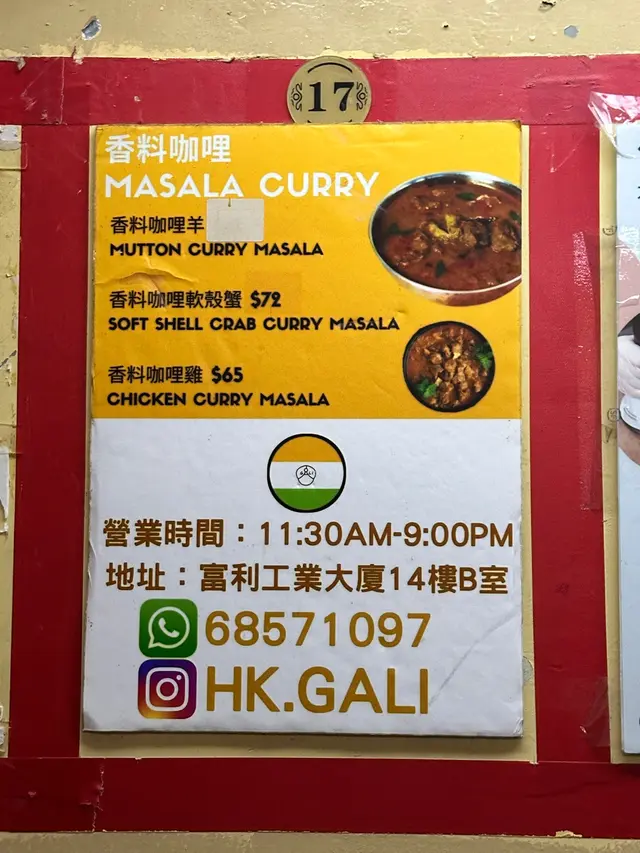 17
香料咖哩
MASALA CURRY
香料咖哩羊
MUTTON CURRY MASALA
香料咖哩軟殼蟹 $72
SOFT SHELL CRAB CURRY MASALA
香料咖哩雞 $65
CHICKEN CURRY MASALA
營業時間：11:30AM-9:00PM
地址：富利工業大廈14樓B室
68571097
HK.GALI